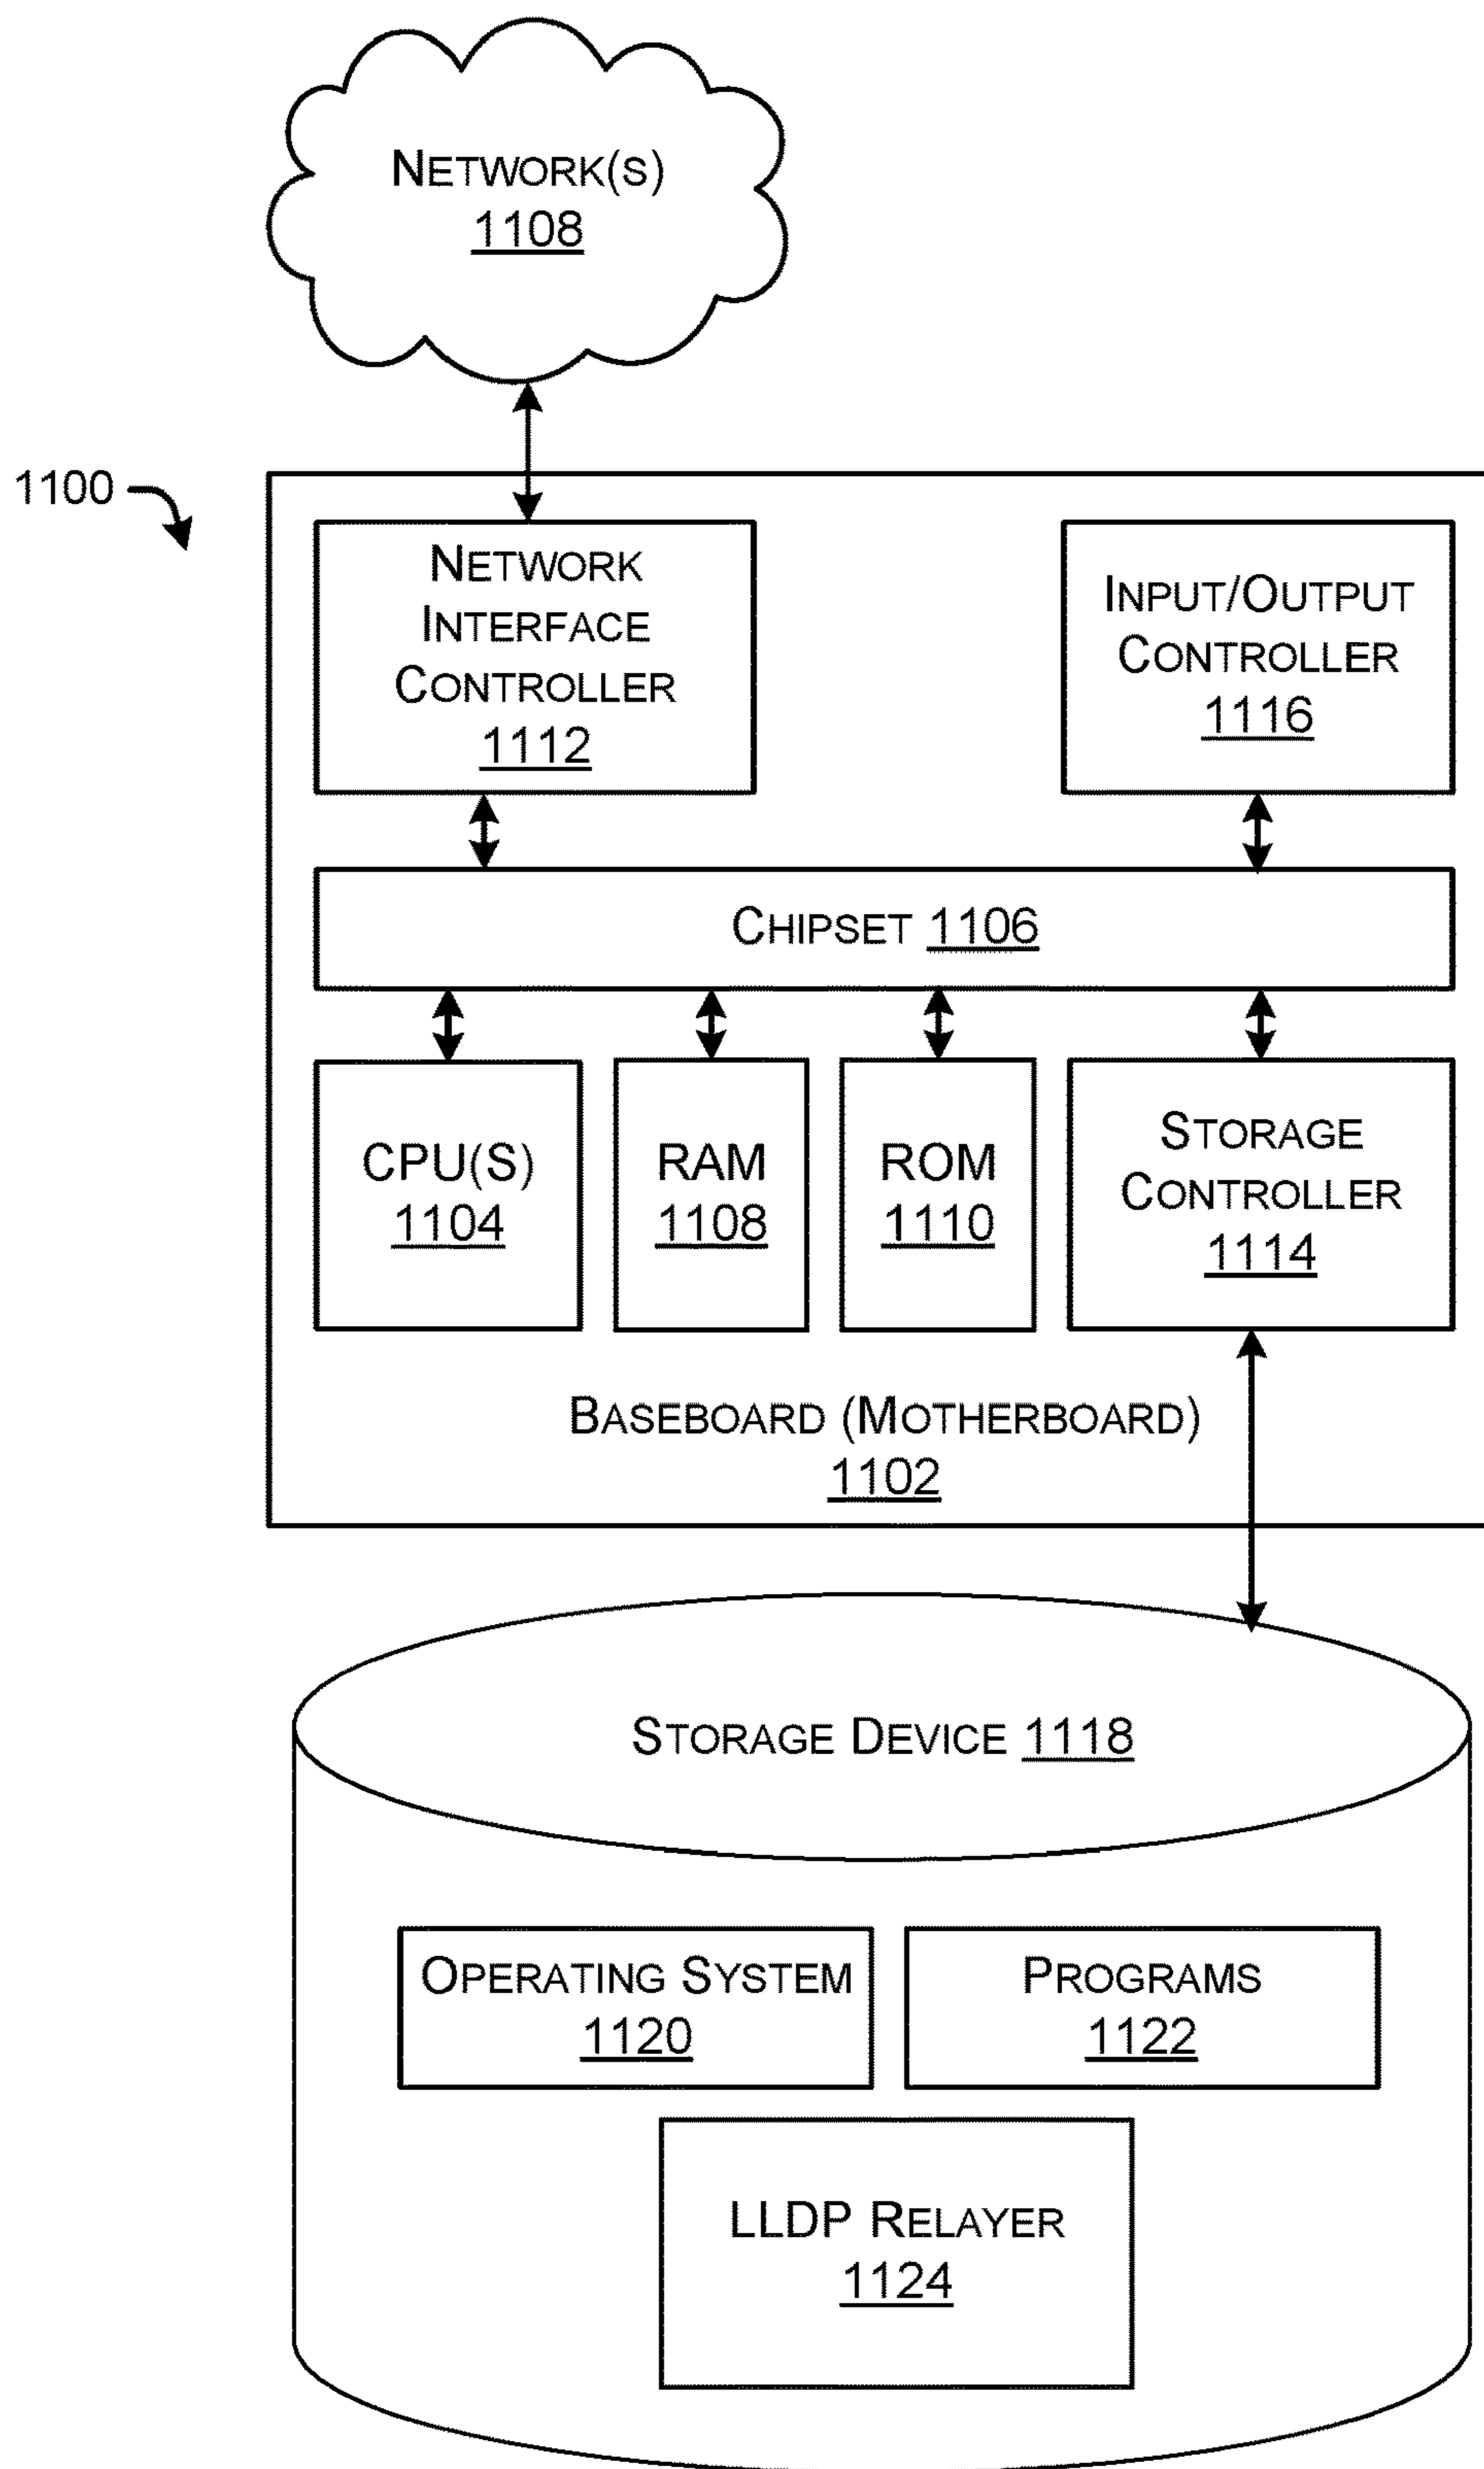 NETWORK(S)
1108
1100
NETWORK
INTERFACE
CONTROLLER
1112
INPUT/OUTPUT
CONTROLLER
1116
CHIPSET 1106
CPU(S)
1104
RAM
1108
ROM
1110
STORAGE
CONTROLLER
1114
BASEBOARD (MOTHERBOARD)
1102
STORAGE DEVICE 1118
OPERATING SYSTEM
1120
PROGRAMS
1122
LLDP RELAYER
1124